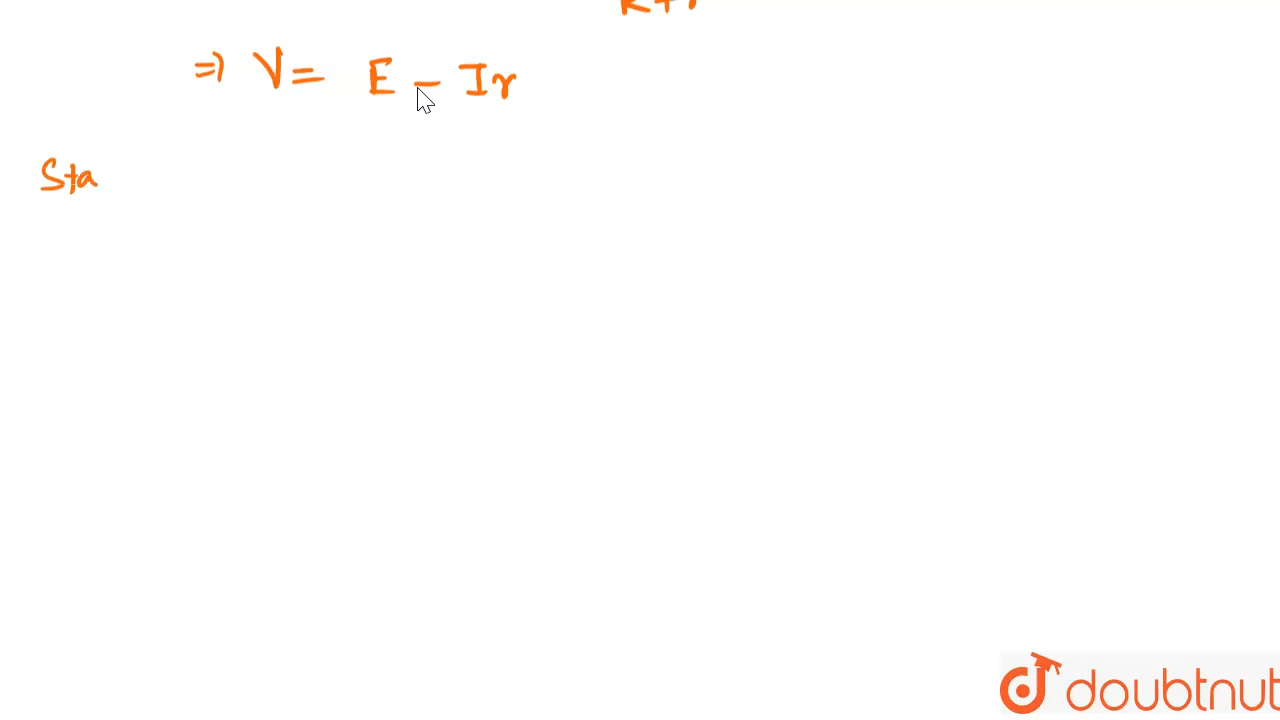 R+r
⇒ V = E - Ir
Sta
doubtnut